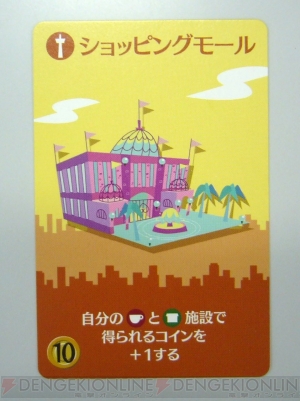 ショッピングモール
自分の と 施設で
得られるコインを
+1する
10
DENGEKIONLINE DENGEKIONLINE